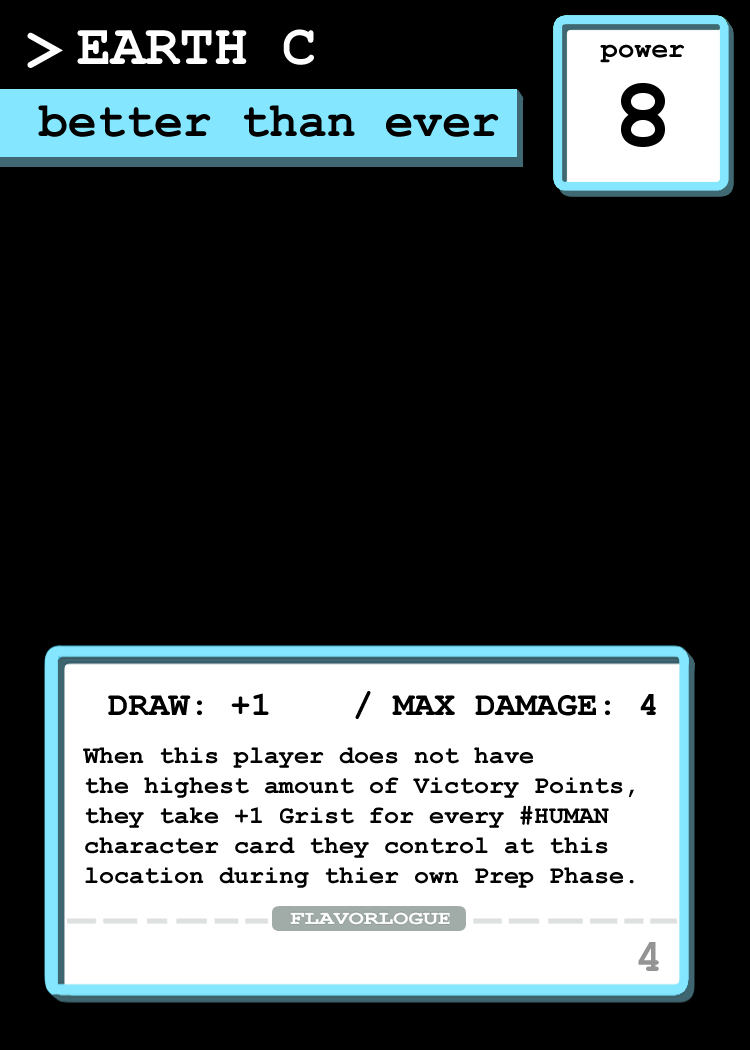 > EARTH C
better than ever
power
8
DRAW: +1 / MAX DAMAGE: 4
When this player does not have
the highest amount of Victory Points,
they take +1 Grist for every #HUMAN
character card they control at this
location during thier own Prep Phase.
FLAVORLOGUE
4